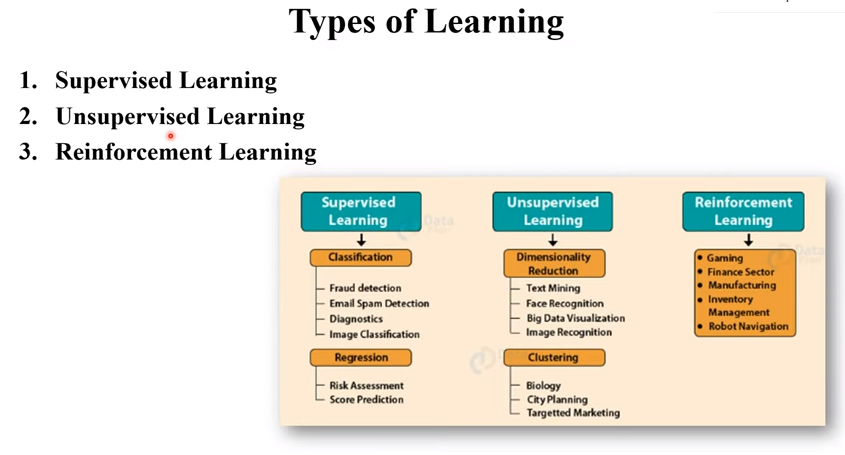 Types of Learning
1. Supervised Learning
2. Unsupervised Learning
3. Reinforcement Learning
Supervised
Learning
Classification
Fraud detection
Email Spam Detection
Diagnostics
Image Classification
Regression
Risk Assessment
Score Prediction
Unsupervised
Learning
Dimensionality
Reduction
Text Mining
Face Recognition
Big Data Visualization
Image Recognition
Clustering
Biology
City Planning
Targetted Marketing
Reinforcement
Learning
• Gaming
• Finance Sector
• Manufacturing
• Inventory
Management
• Robot Navigation